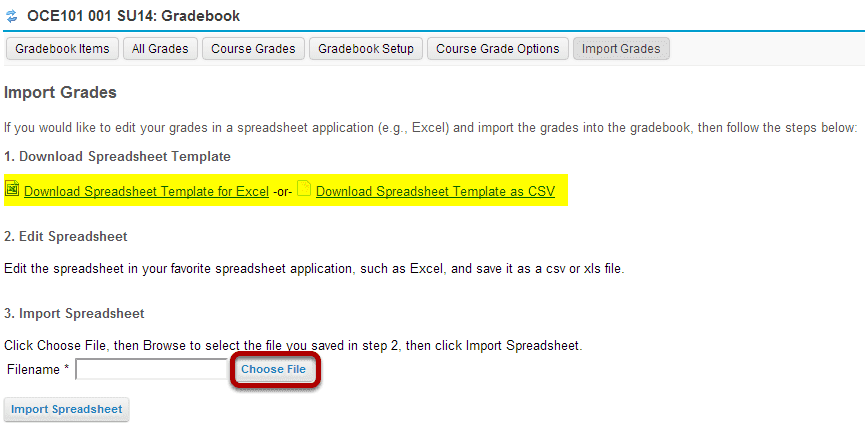 OCE101 001 SU14: Gradebook
Gradebook Items All Grades Course Grades Gradebook Setup Course Grade Options Import Grades
Import Grades
If you would like to edit your grades in a spreadsheet application (e.g., Excel) and import the grades into the gradebook, then follow the steps below:
1. Download Spreadsheet Template
Download Spreadsheet Template for Excel -or- Download Spreadsheet Template as CSV
2. Edit Spreadsheet
Edit the spreadsheet in your favorite spreadsheet application, such as Excel, and save it as a csv or xls file.
3. Import Spreadsheet
Click Choose File, then Browse to select the file you saved in step 2, then click Import Spreadsheet.
Filename * Choose File
Import Spreadsheet